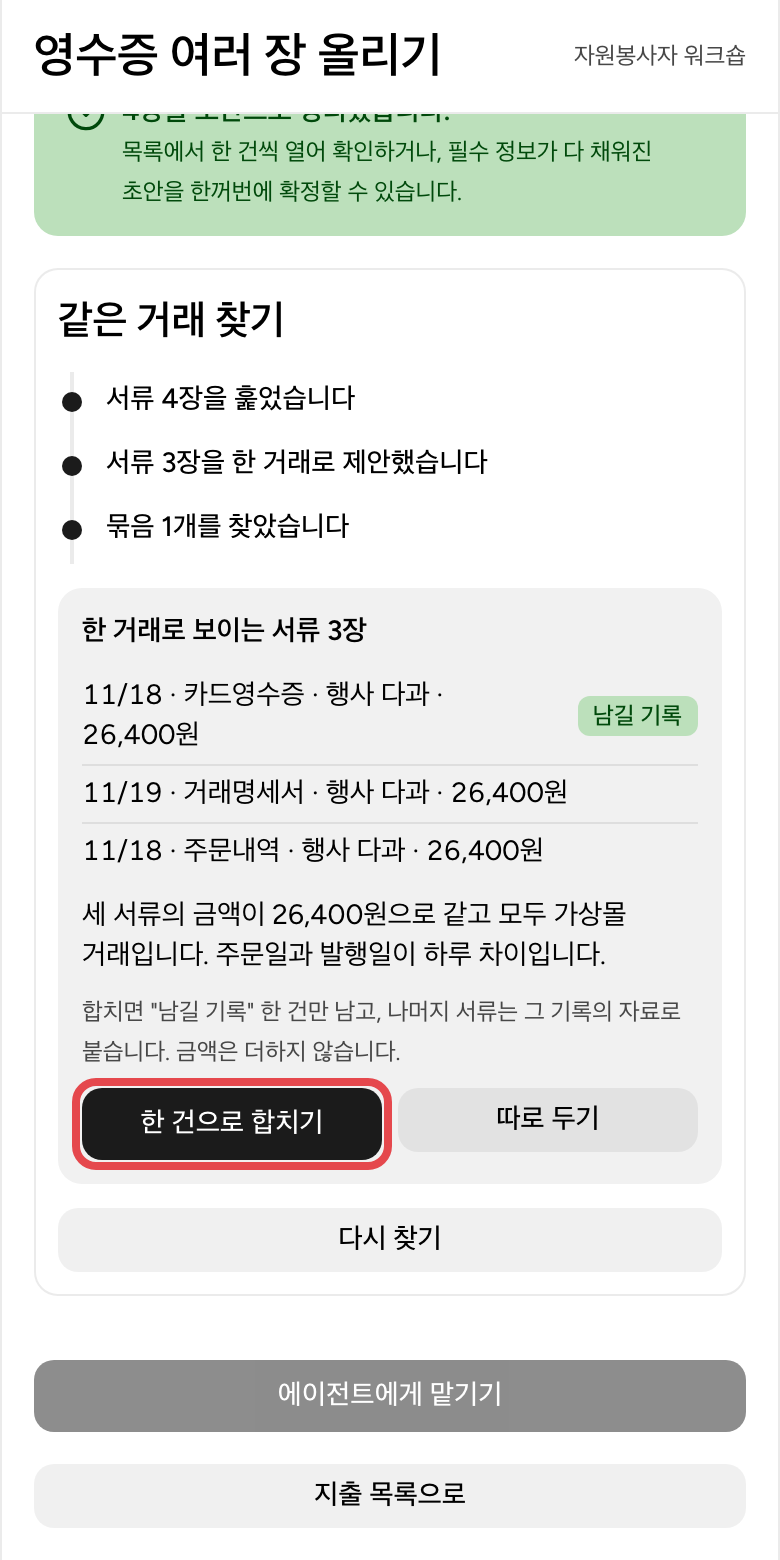 영수증 여러 장 올리기
자원봉사자 워크숍
목록에서 한 건씩 열어 확인하거나, 필수 정보가 다 채워진
초안을 한꺼번에 확정할 수 있습니다.
같은 거래 찾기
서류 4장을 훑었습니다
서류 3장을 한 거래로 제안했습니다
묶음 1개를 찾았습니다
한 거래로 보이는 서류 3장
11/18 · 카드영수증 · 행사 다과 ·
26,400원
남길 기록
11/19 · 거래명세서 · 행사 다과 · 26,400원
11/18 · 주문내역 · 행사 다과 · 26,400원
세 서류의 금액이 26,400원으로 같고 모두 가상몰
거래입니다. 주문일과 발행일이 하루 차이입니다.
합치면 "남길 기록" 한 건만 남고, 나머지 서류는 그 기록의 자료로
붙습니다. 금액은 더하지 않습니다.
한 건으로 합치기
따로 두기
다시 찾기
에이전트에게 맡기기
지출 목록으로